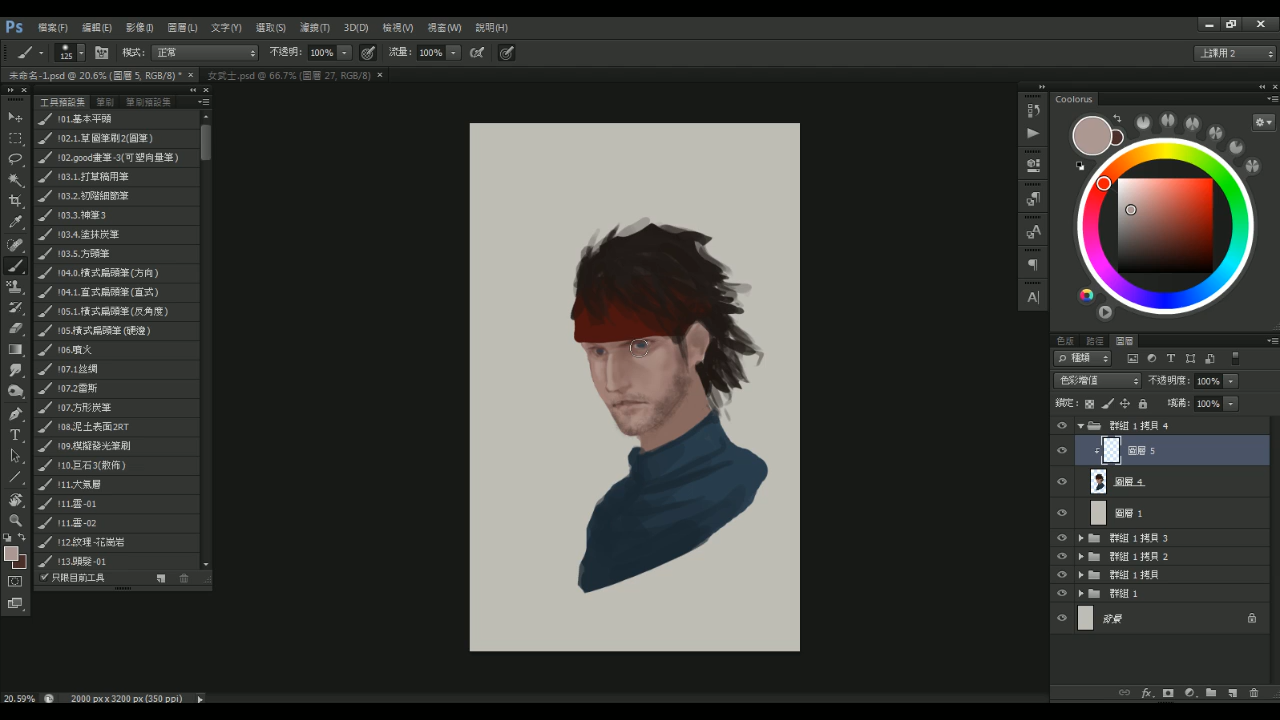 Ps 檔案(F) 編輯(E) 影像(I) 圖層(L) 文字(Y) 選取(S) 濾鏡(T) 3D(D) 檢視(V) 視窗(W) 說明(H)
125 模式: 正常 不透明: 100% 流量: 100% 上課用 2
未命名-1.psd @ 20.6% (圖層 5, RGB/8) * × 女武士.psd @ 66.7% (圖層 27, RGB/8) ×
工具預設集 筆刷 筆刷預設集
!01.基本平頭
!02.1.草圖筆刷2(圓筆)
!02.good畫筆-3(可塑向量筆)
!03.1.打草稿用筆
!03.2.初階細節筆
!03.3.神筆3
!03.4.塗抹炭筆
!03.5.方頭筆
!04.0.橫式扁頭筆(方向)
!04.1.直式扁頭筆(直式)
!05.1.橫式扁頭筆(反角度)
!05.橫式扁頭筆(硬邊)
!06.噴火
!07.1絲綢
!07.2蕾斯
!07.方形炭筆
!08.泥土表面2RT
!09.模擬發光筆刷
!10.巨石3(散佈)
!11.大氣層
!11.雲-01
!11.雲-02
!12.紋理-花崗岩
!13.頭髮-01
只限目前工具
Coolorus
色版 路徑 圖層
種類
色彩增值 不透明度: 100%
鎖定: 填滿: 100%
群組 1 拷貝 4
圖層 5
圖層 4
圖層 1
群組 1 拷貝 3
群組 1 拷貝 2
群組 1 拷貝
群組 1
背景
20.59% 2000 px x 3200 px (350 ppi)